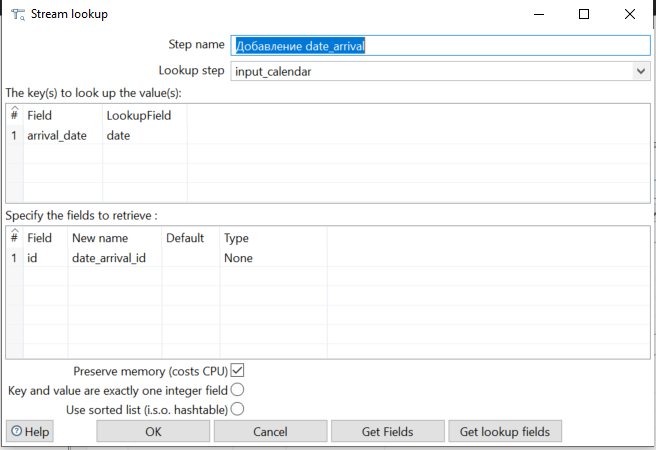 Stream lookup
Step name Добавление date_arrival
Lookup step input_calendar
The key(s) to look up the value(s):
# Field LookupField
1 arrival_date date
Specify the fields to retrieve :
# Field New name Default Type
1 id date_arrival_id None
Preserve memory (costs CPU)
Key and value are exactly one integer field
Use sorted list (i.s.o. hashtable)
Help OK Cancel Get Fields Get lookup fields